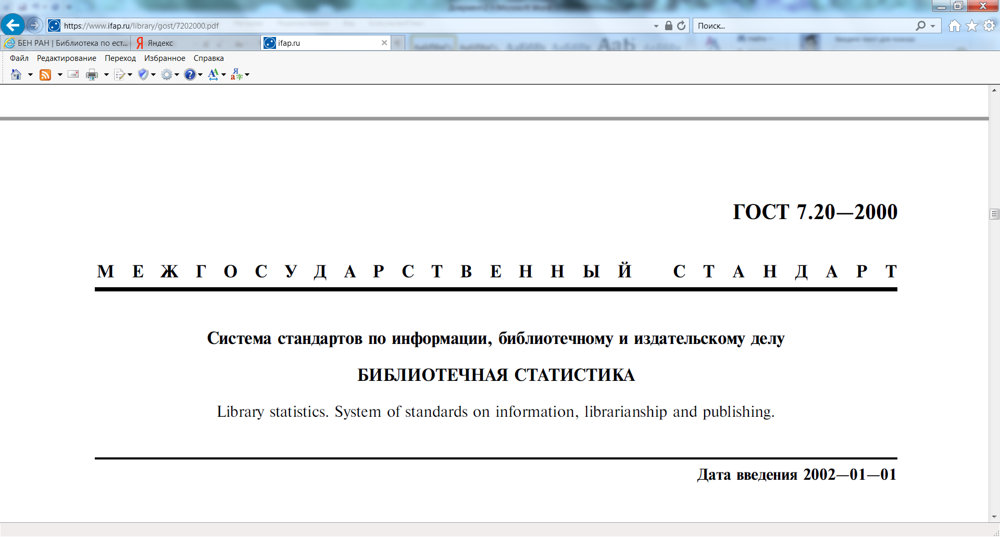 https://www.ifap.ru/library/gost/7202000.pdf
Поиск...
БЕН РАН | Библиотека по ест...
Яндекс
ifap.ru
Файл Редактирование Переход Избранное Справка
ГОСТ 7.20—2000
МЕЖГОСУДАРСТВЕННЫЙ СТАНДАРТ
Система стандартов по информации, библиотечному и издательскому делу
БИБЛИОТЕЧНАЯ СТАТИСТИКА
Library statistics. System of standards on information, librarianship and publishing.
Дата введения 2002—01—01